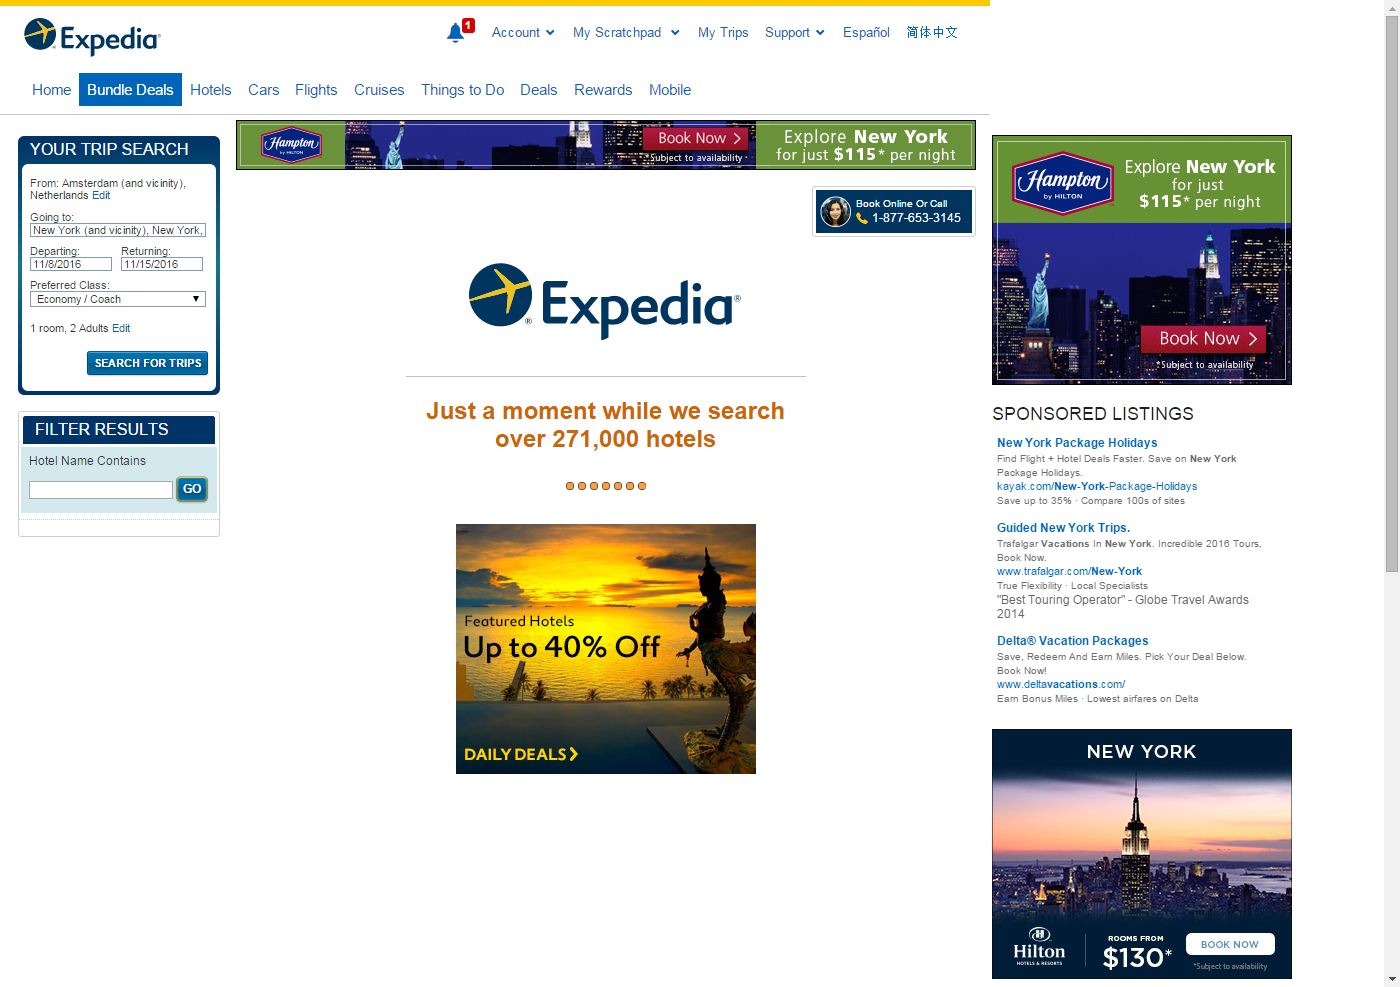 Expedia
1
Account
My Scratchpad
My Trips
Support
Español
简体中文
Home
Bundle Deals
Hotels
Cars
Flights
Cruises
Things to Do
Deals
Rewards
Mobile
YOUR TRIP SEARCH
From: Amsterdam (and vicinity),
Netherlands Edit
Going to:
New York (and vicinity), New York,
Departing: Returning:
11/8/2016 11/15/2016
Preferred Class:
Economy / Coach
1 room, 2 Adults Edit
SEARCH FOR TRIPS
FILTER RESULTS
Hotel Name Contains
GO
Hampton
by HILTON
Book Now
Subject to availability
Explore New York
for just $115* per night
Book Online Or Call
1-877-653-3145
Expedia®
Just a moment while we search
over 271,000 hotels
Featured Hotels
Up to 40% Off
DAILY DEALS
Hampton
by HILTON
Explore New York
for just
$115* per night
Book Now
*Subject to availability
SPONSORED LISTINGS
New York Package Holidays
Find Flight + Hotel Deals Faster. Save on New York
Package Holidays.
kayak.com/New-York-Package-Holidays
Save up to 35% · Compare 100s of sites
Guided New York Trips.
Trafalgar Vacations In New York. Incredible 2016 Tours,
Book Now.
www.trafalgar.com/New-York
True Flexibility · Local Specialists
"Best Touring Operator" - Globe Travel Awards
2014
Delta® Vacation Packages
Save, Redeem And Earn Miles. Pick Your Deal Below.
Book Now!
www.deltavacations.com/
Earn Bonus Miles · Lowest airfares on Delta
NEW YORK
Hilton
HOTELS & RESORTS
ROOMS FROM
$130*
BOOK NOW
*Subject to availability